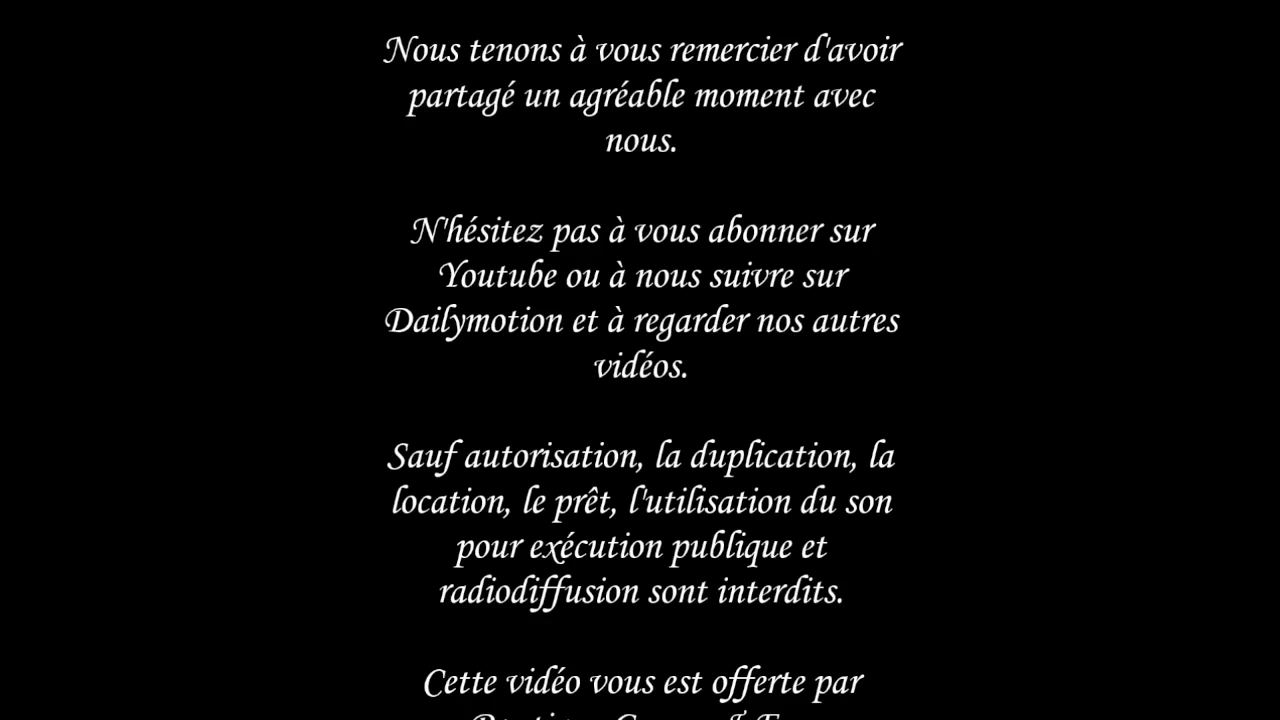 Nous tenons à vous remercier d'avoir
partagé un agréable moment avec
nous.
N'hésitez pas à vous abonner sur
Youtube ou à nous suivre sur
Dailymotion et à regarder nos autres
vidéos.
Sauf autorisation, la duplication, la
location, le prêt, l'utilisation du son
pour exécution publique et
radiodiffusion sont interdits.
Cette vidéo vous est offerte par